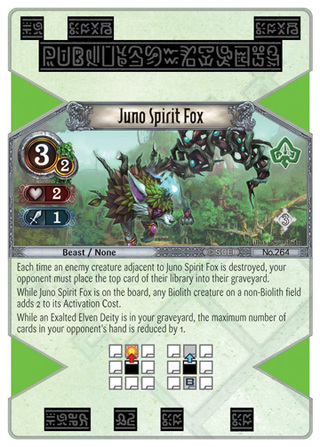 Juno Spirit Fox
3
2
2
1
3
Beast / None
SCE
No.264
Each time an enemy creature adjacent to Juno Spirit Fox is destroyed, your
opponent must place the top card of their library into their graveyard.
While Juno Spirit Fox is on the board, any Biolith creature on a non-Biolith field
adds 2 to its Activation Cost.
While an Exalted Elven Deity is in your graveyard, the maximum number of
cards in your opponent's hand is reduced by 1.